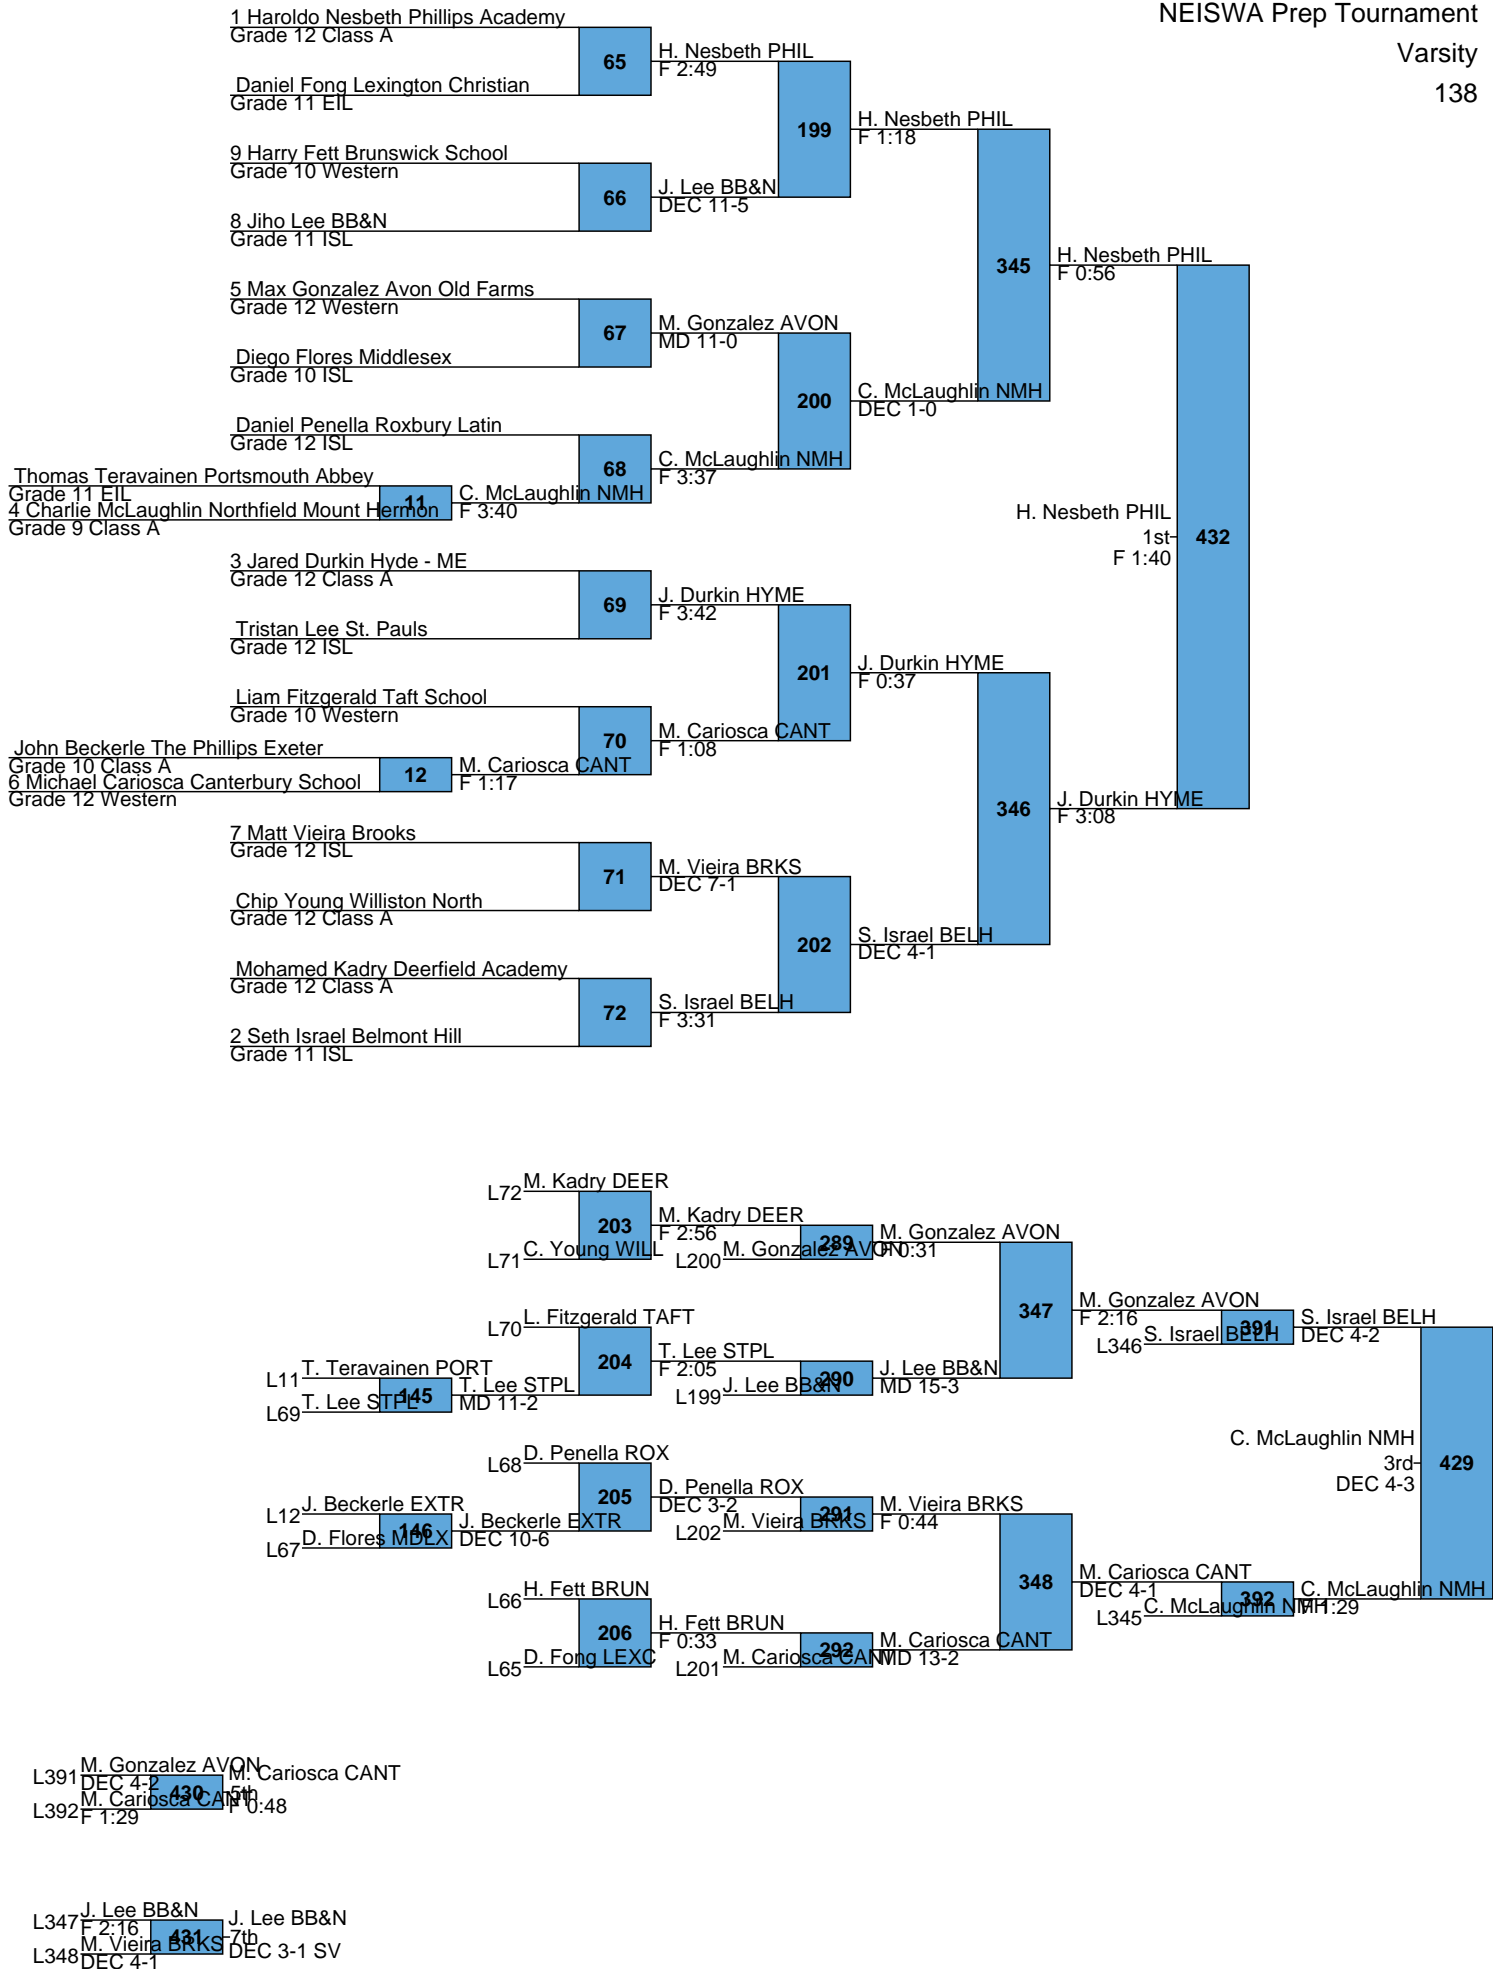 NEISWA Prep Tournament
Varsity
138
1 Haroldo Nesbeth Phillips Academy
Grade 12 Class A
65
H. Nesbeth PHIL
F 2:49
Daniel Fong Lexington Christian
Grade 11 EIL
199
H. Nesbeth PHIL
F 1:18
9 Harry Fett Brunswick School
Grade 10 Western
66
J. Lee BB&N
DEC 11-5
8 Jiho Lee BB&N
Grade 11 ISL
345
H. Nesbeth PHIL
F 0:56
5 Max Gonzalez Avon Old Farms
Grade 12 Western
67
M. Gonzalez AVON
MD 11-0
Diego Flores Middlesex
Grade 10 ISL
200
C. McLaughlin NMH
DEC 1-0
Daniel Penella Roxbury Latin
Grade 12 ISL
68
C. McLaughlin NMH
F 3:37
Thomas Teravainen Portsmouth Abbey
Grade 11 EIL
11
C. McLaughlin NMH
F 3:40
4 Charlie McLaughlin Northfield Mount Hermon
Grade 9 Class A
H. Nesbeth PHIL
1st
F 1:40
432
3 Jared Durkin Hyde - ME
Grade 12 Class A
69
J. Durkin HYME
F 3:42
Tristan Lee St. Pauls
Grade 12 ISL
201
J. Durkin HYME
F 0:37
Liam Fitzgerald Taft School
Grade 10 Western
70
M. Cariosca CANT
F 1:08
John Beckerle The Phillips Exeter
Grade 10 Class A
12
M. Cariosca CANT
F 1:17
6 Michael Cariosca Canterbury School
Grade 12 Western
346
J. Durkin HYME
F 3:08
7 Matt Vieira Brooks
Grade 12 ISL
71
M. Vieira BRKS
DEC 7-1
Chip Young Williston North
Grade 12 Class A
202
S. Israel BELH
DEC 4-1
Mohamed Kadry Deerfield Academy
Grade 12 Class A
72
S. Israel BELH
F 3:31
2 Seth Israel Belmont Hill
Grade 11 ISL
L72
M. Kadry DEER
203
M. Kadry DEER
F 2:56
L71
C. Young WILL
L200
M. Gonzalez AVON
289
M. Gonzalez AVON
F 0:31
347
M. Gonzalez AVON
F 2:16
L346
S. Israel BELH
391
S. Israel BELH
DEC 4-2
L70
L. Fitzgerald TAFT
204
T. Lee STPL
F 2:05
L11
T. Teravainen PORT
145
T. Lee STPL
MD 11-2
L69
T. Lee STPL
L199
J. Lee BB&N
290
J. Lee BB&N
MD 15-3
C. McLaughlin NMH
3rd
DEC 4-3
429
L68
D. Penella ROX
205
D. Penella ROX
DEC 3-2
L12
J. Beckerle EXTR
146
J. Beckerle EXTR
DEC 10-6
L67
D. Flores MDLX
L202
M. Vieira BRKS
291
M. Vieira BRKS
F 0:44
348
M. Cariosca CANT
DEC 4-1
L345
C. McLaughlin NMH
392
C. McLaughlin NMH
F 1:29
L66
H. Fett BRUN
206
H. Fett BRUN
F 0:33
L65
D. Fong LEXC
L201
M. Cariosca CANT
292
M. Cariosca CANT
MD 13-2
L391
M. Gonzalez AVON
DEC 4-2
430
M. Cariosca CANT
5th
F 0:48
L392
M. Cariosca CANT
F 1:29
L347
J. Lee BB&N
F 2:16
431
J. Lee BB&N
7th
DEC 3-1 SV
L348
M. Vieira BRKS
DEC 4-1